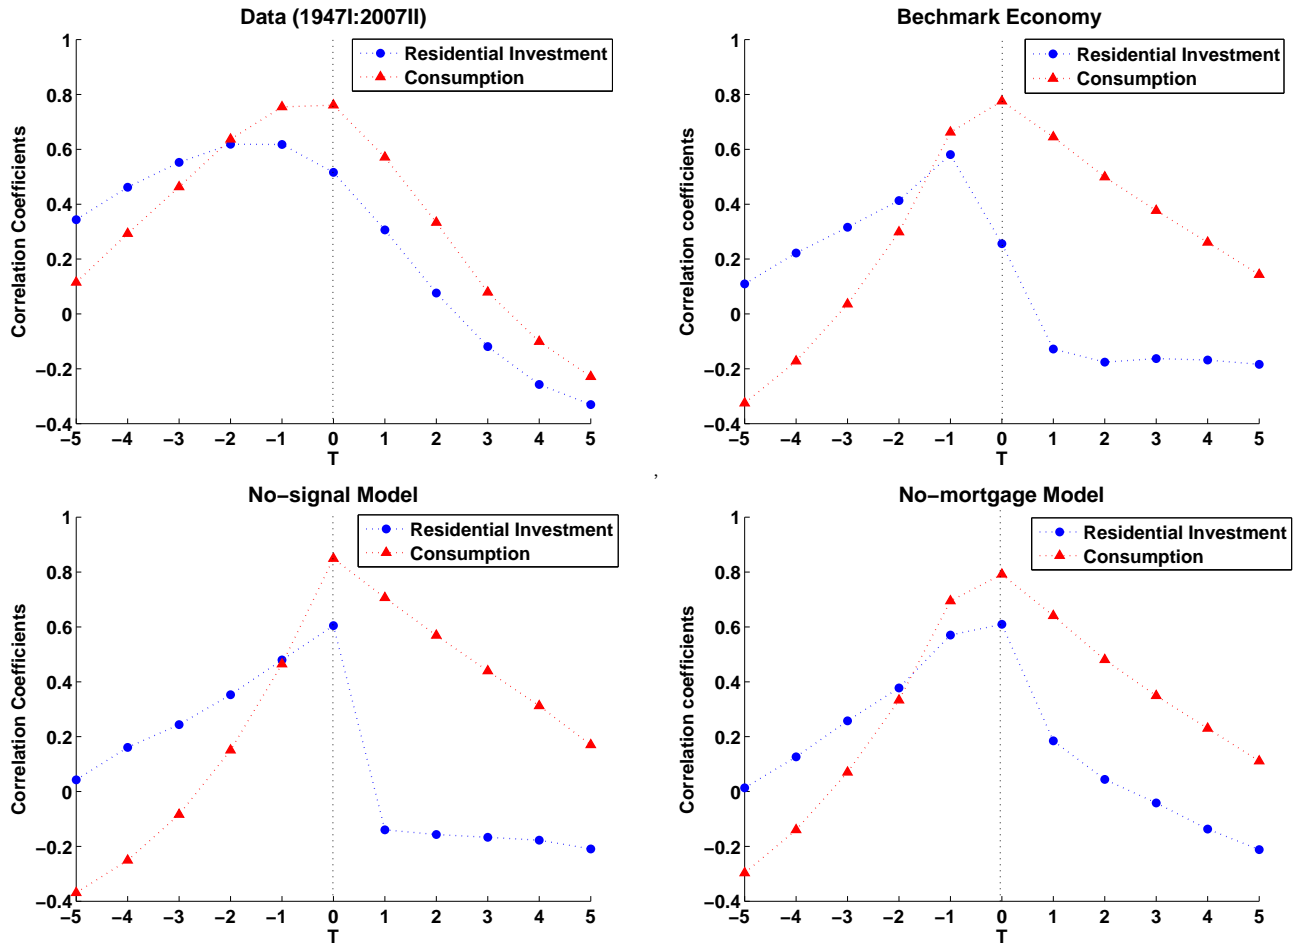 Data (1947I:2007II)
Residential Investment
Consumption
Correlation Coefficients
1
0.8
0.6
0.4
0.2
0
−0.2
−0.4
−5 −4 −3 −2 −1 0 1 2 3 4 5
T
Bechmark Economy
Residential Investment
Consumption
Correlation coefficients
1
0.8
0.6
0.4
0.2
0
−0.2
−0.4
−5 −4 −3 −2 −1 0 1 2 3 4 5
T
,
No−signal Model
Residential Investment
Consumption
Correlation Coefficients
1
0.8
0.6
0.4
0.2
0
−0.2
−0.4
−5 −4 −3 −2 −1 0 1 2 3 4 5
T
No−mortgage Model
Residential Investment
Consumption
Correlation coefficients
1
0.8
0.6
0.4
0.2
0
−0.2
−0.4
−5 −4 −3 −2 −1 0 1 2 3 4 5
T